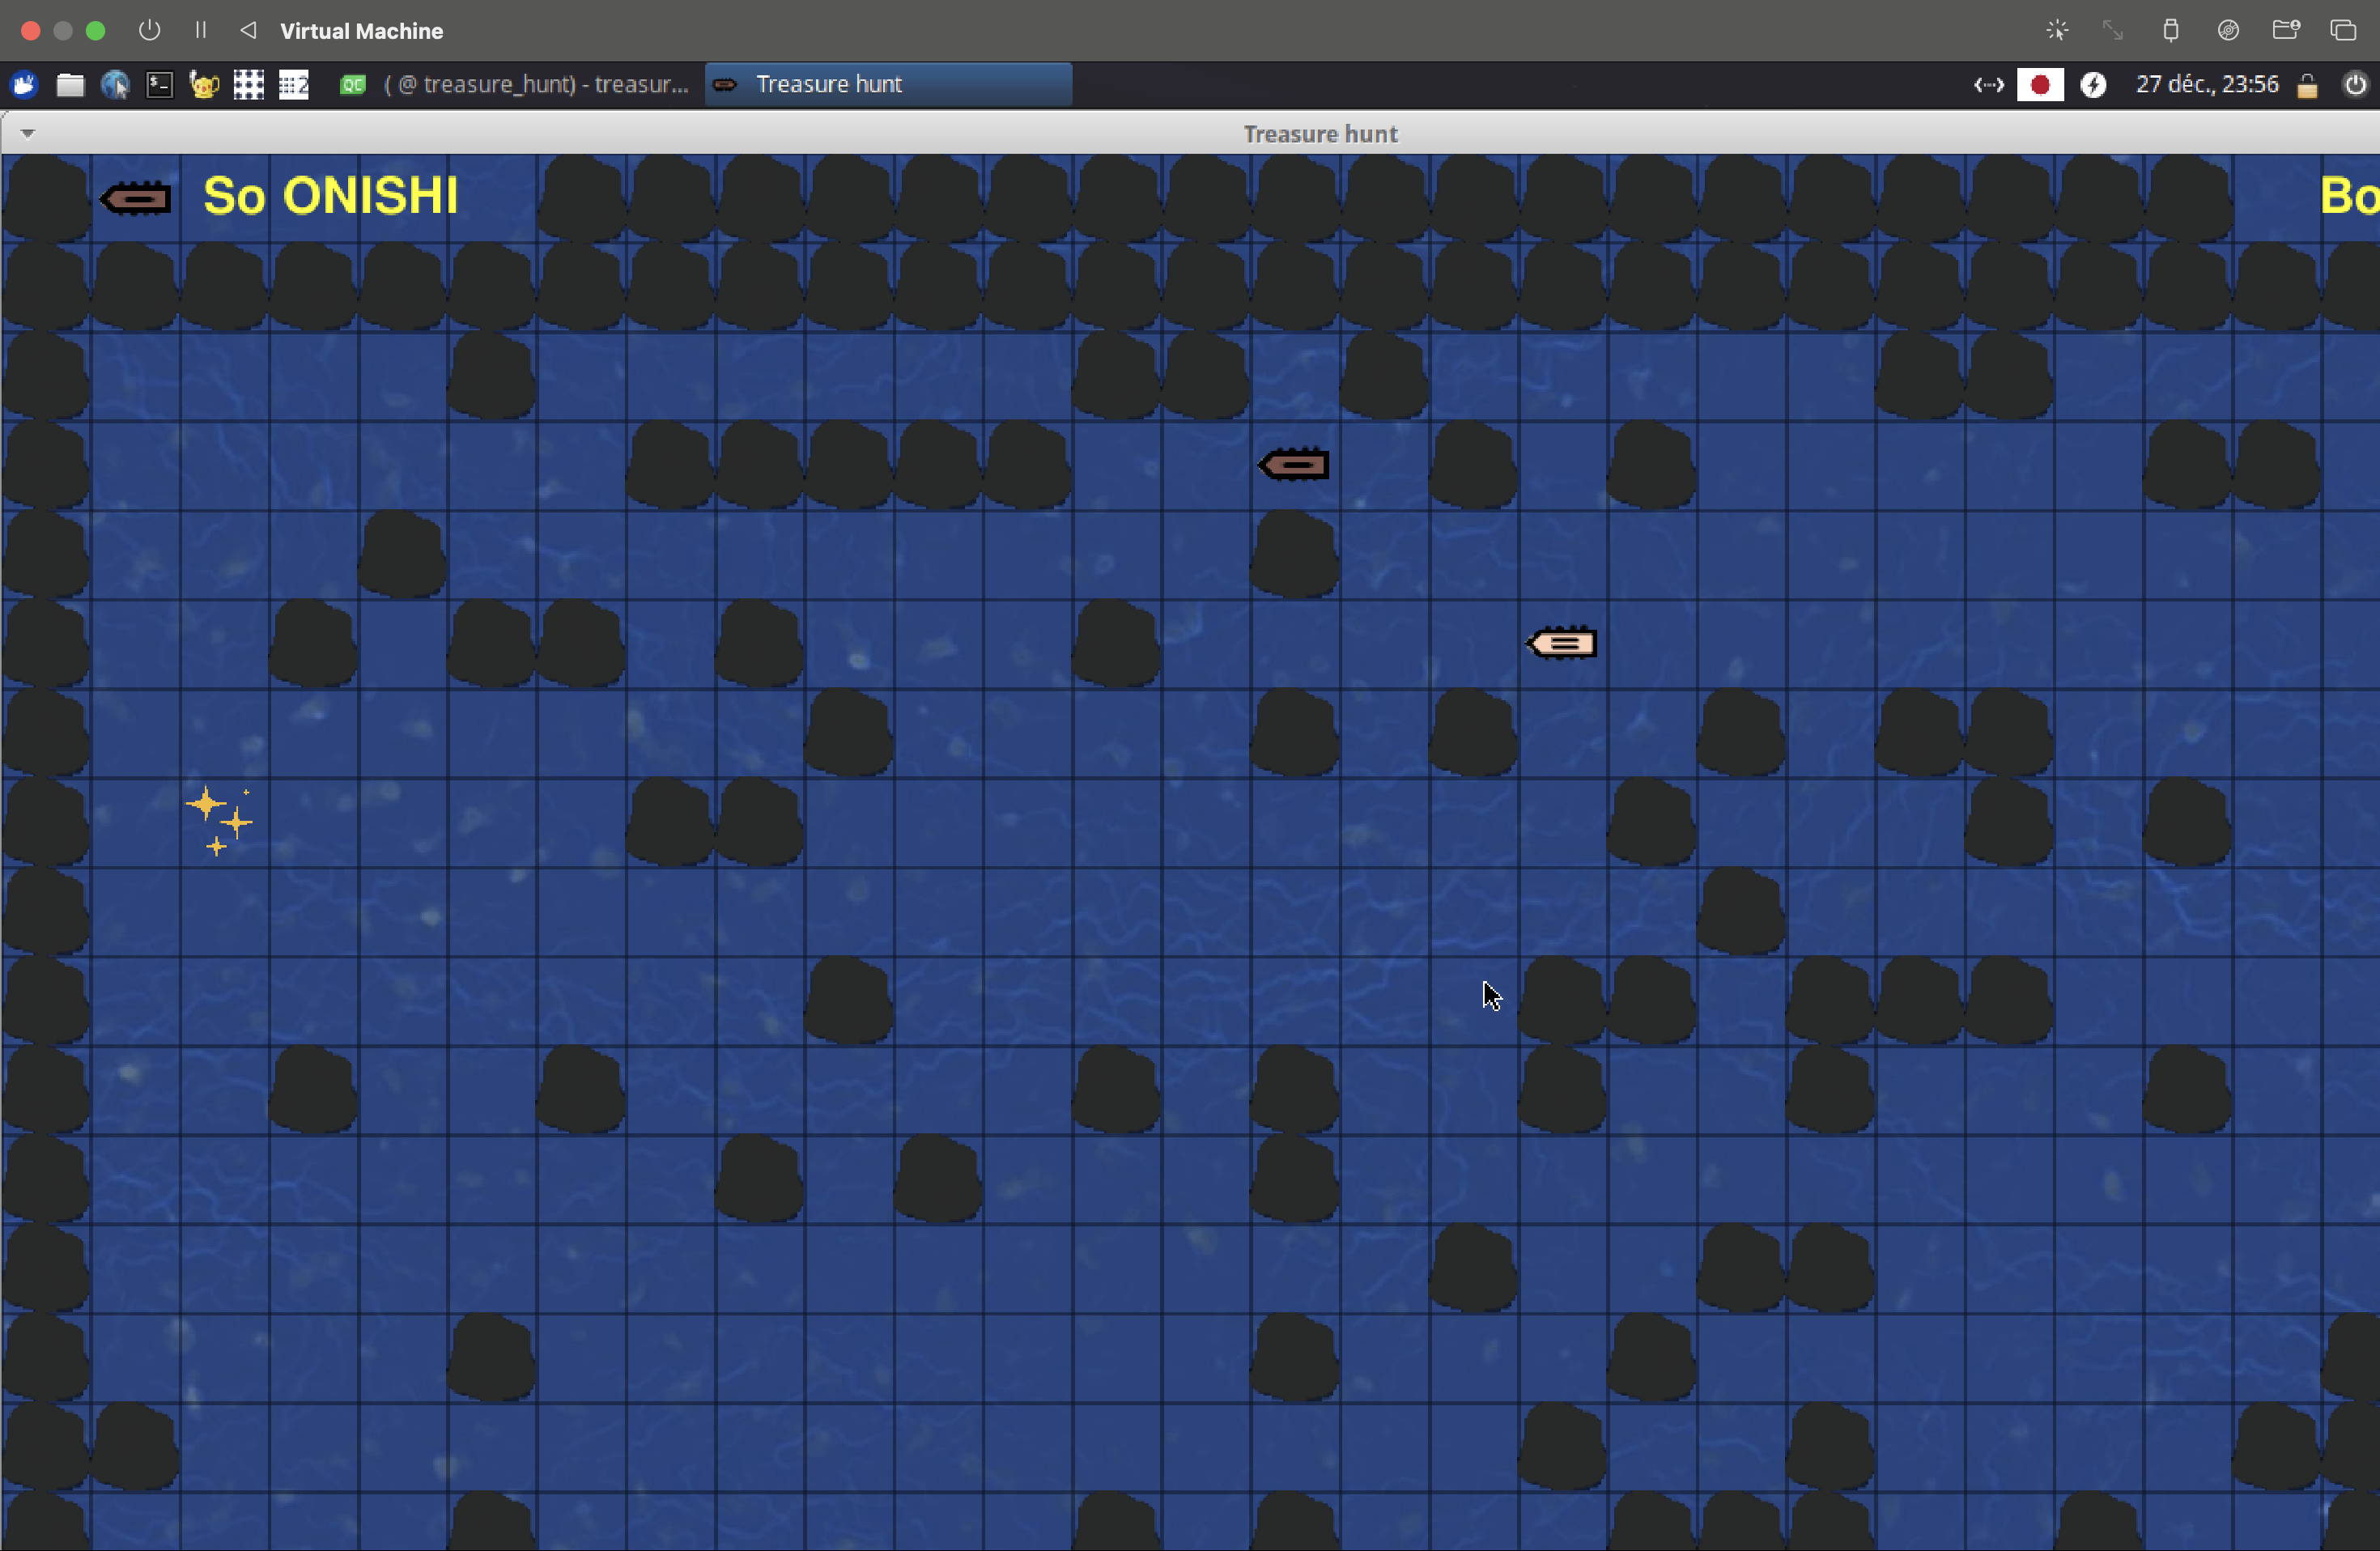 Virtual Machine
( @ treasure_hunt) - treasur...
Treasure hunt
27 déc., 23:56
Treasure hunt
So ONISHI
Bo